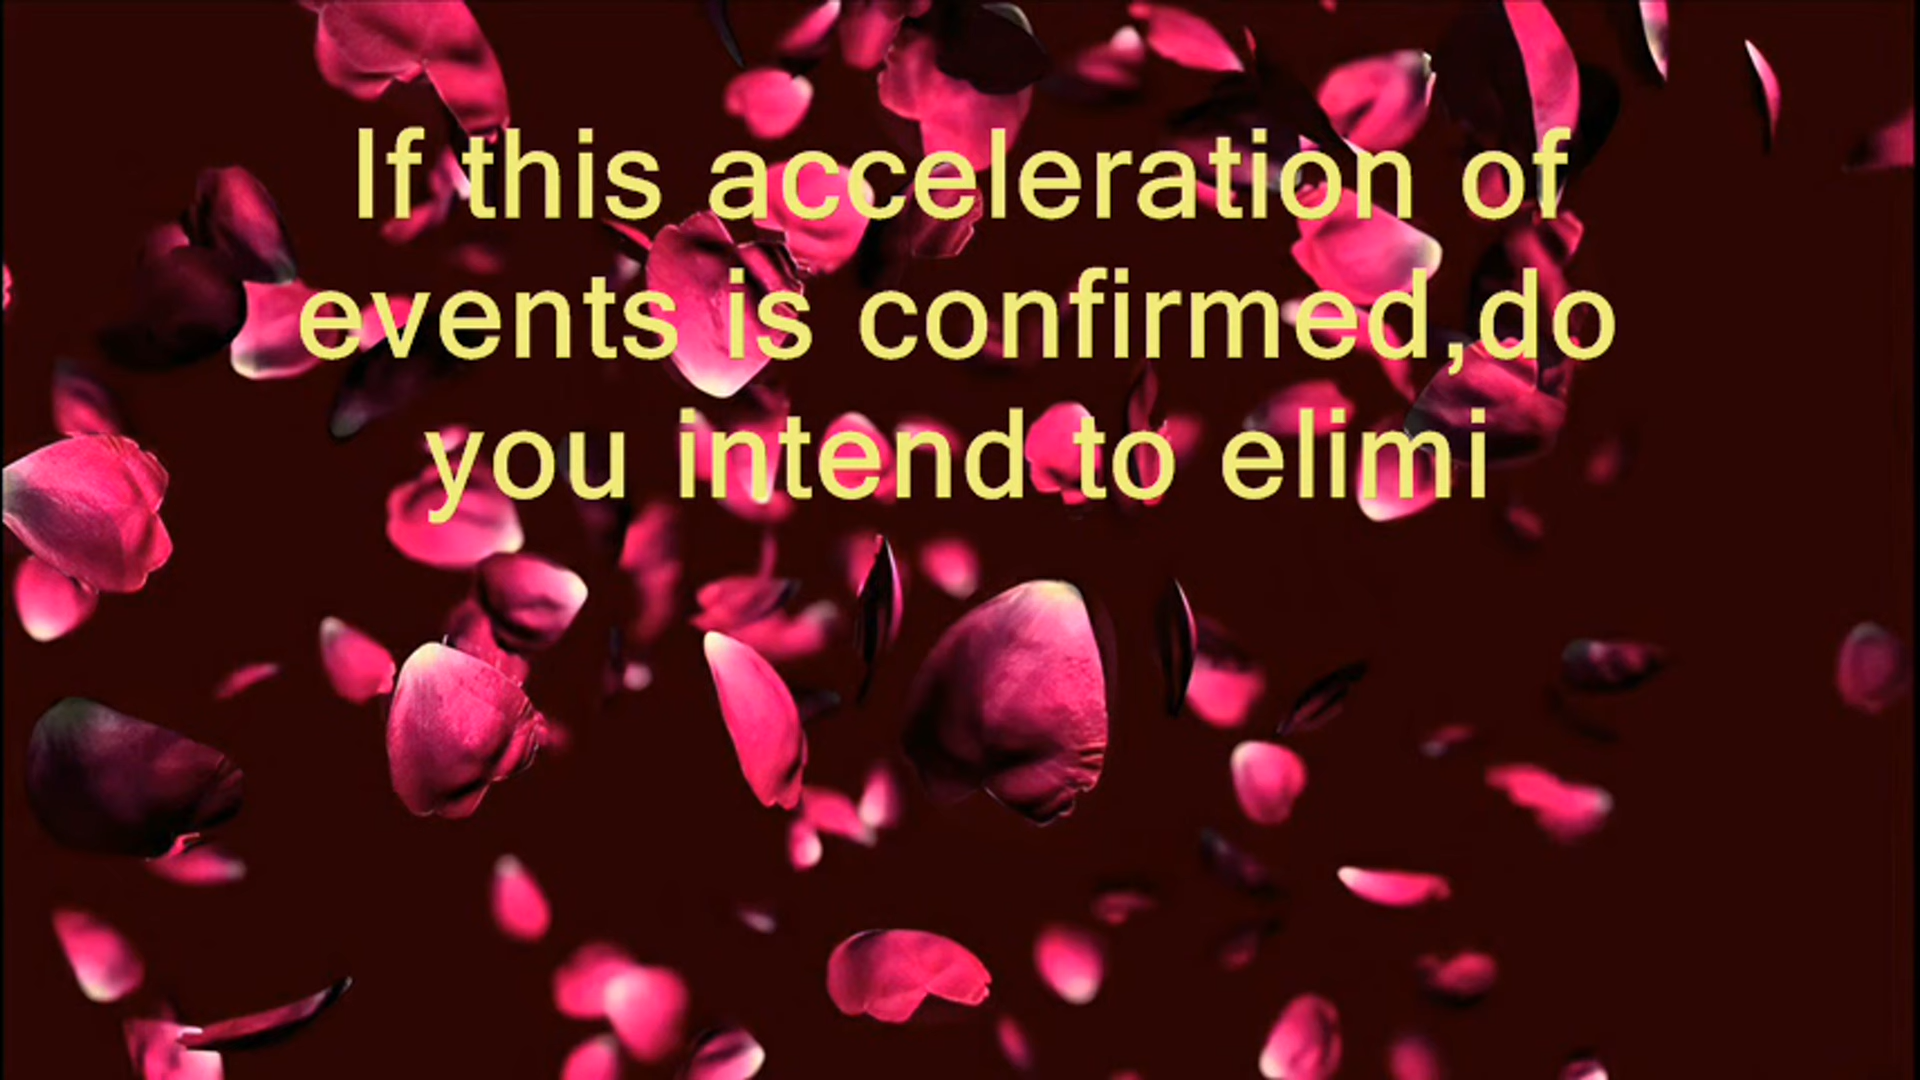 If this acceleration of
events is confirmed,do
you intend to elimi